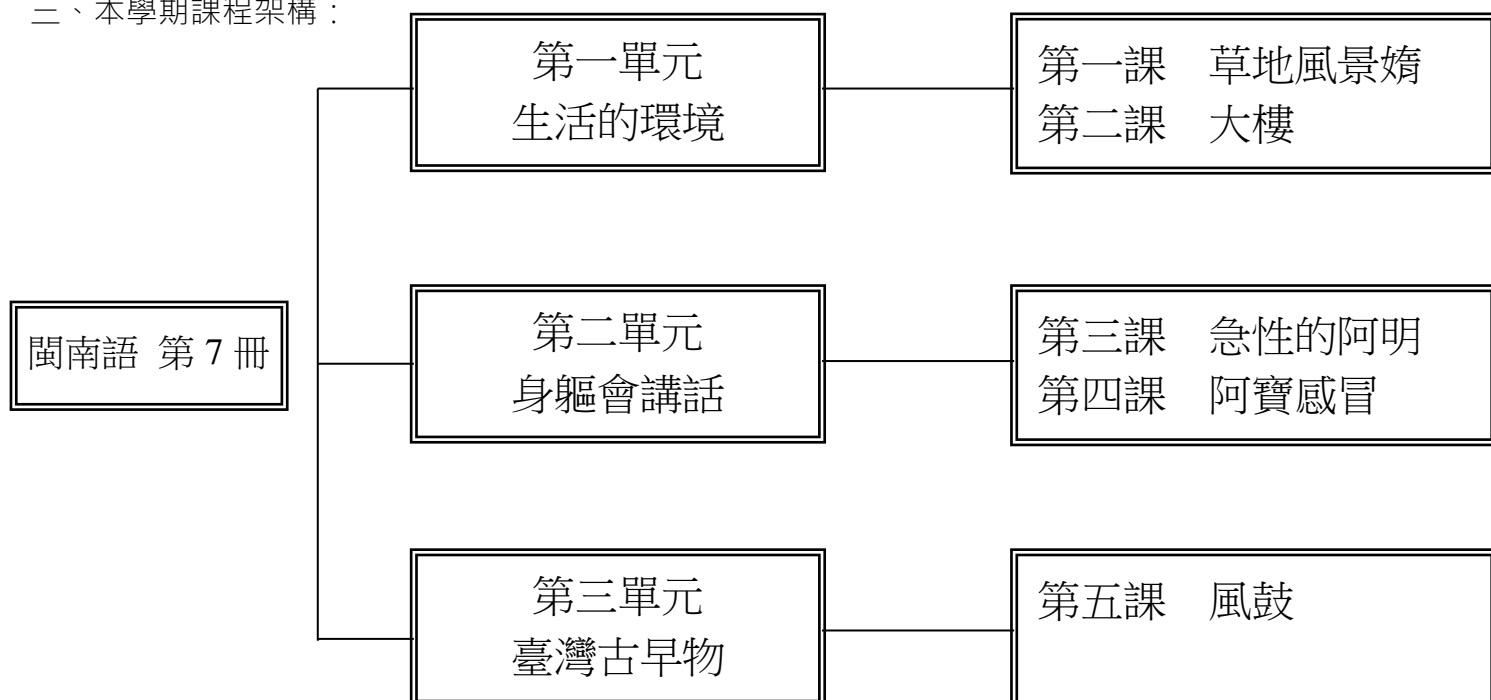 三、本學期課程架構：
閩南語 第 7 冊
第一單元
生活的環境
第一課 草地風景媠
第二課 大樓
第二單元
身軀會講話
第三課 急性的阿明
第四課 阿寶感冒
第三單元
臺灣古早物
第五課 風鼓